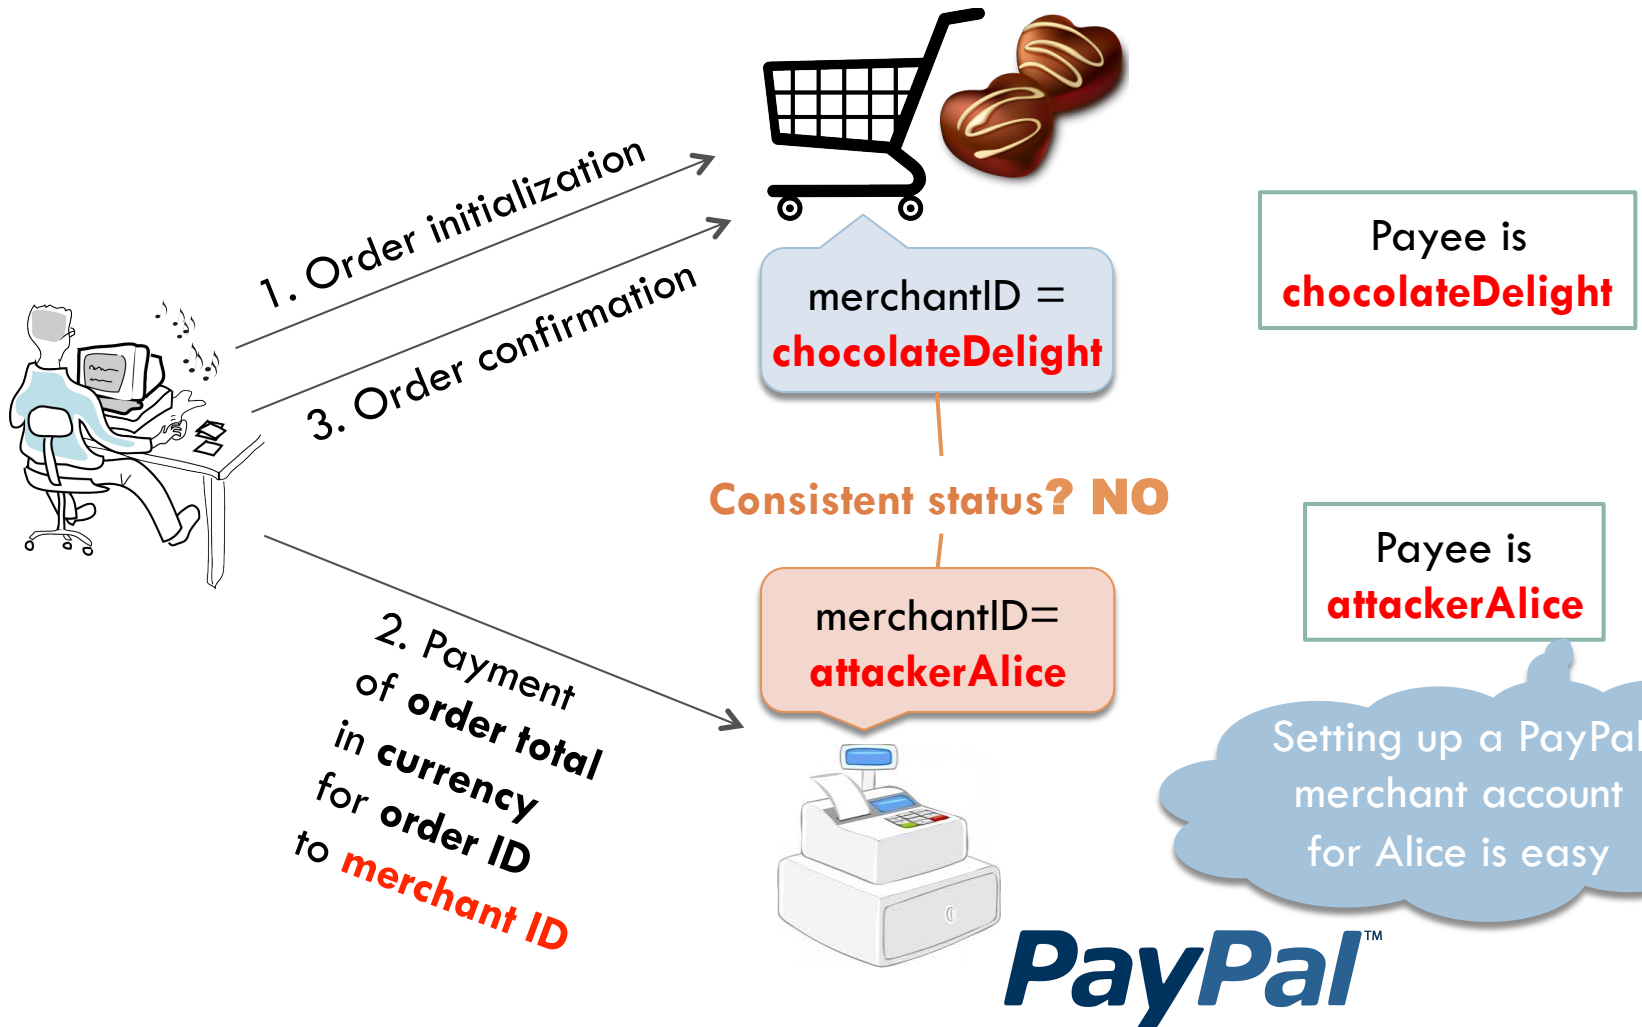 1. Order initialization
3. Order confirmation
merchantID =
chocolateDelight
Payee is
chocolateDelight
Consistent status? NO
merchantID=
attackerAlice
Payee is
attackerAlice
2. Payment
of order total
in currency
for order ID
to merchant ID
Setting up a PayPal
merchant account
for Alice is easy
PayPal™